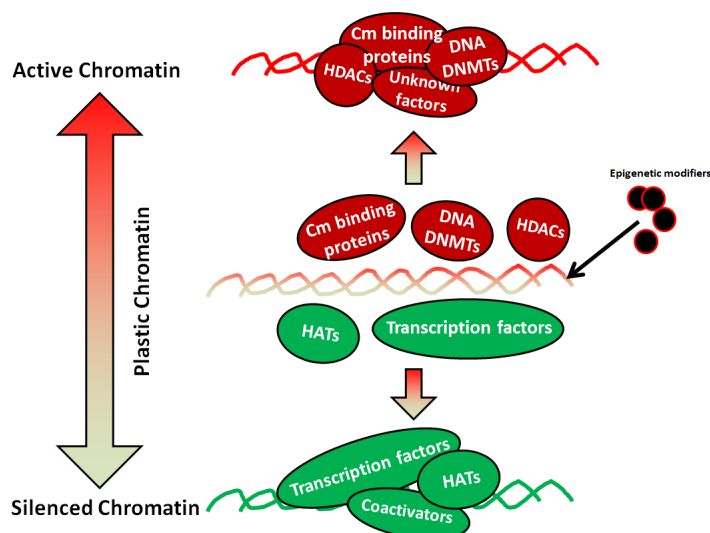 Cm binding
proteins
DNA
DNMTs
HDACs
Unknown
factors
Active Chromatin
Epigenetic modifiers
Cm binding
proteins
DNA
DNMTs
HDACs
Plastic Chromatin
HATs
Transcription factors
Transcription factors
HATs
Coactivators
Silenced Chromatin